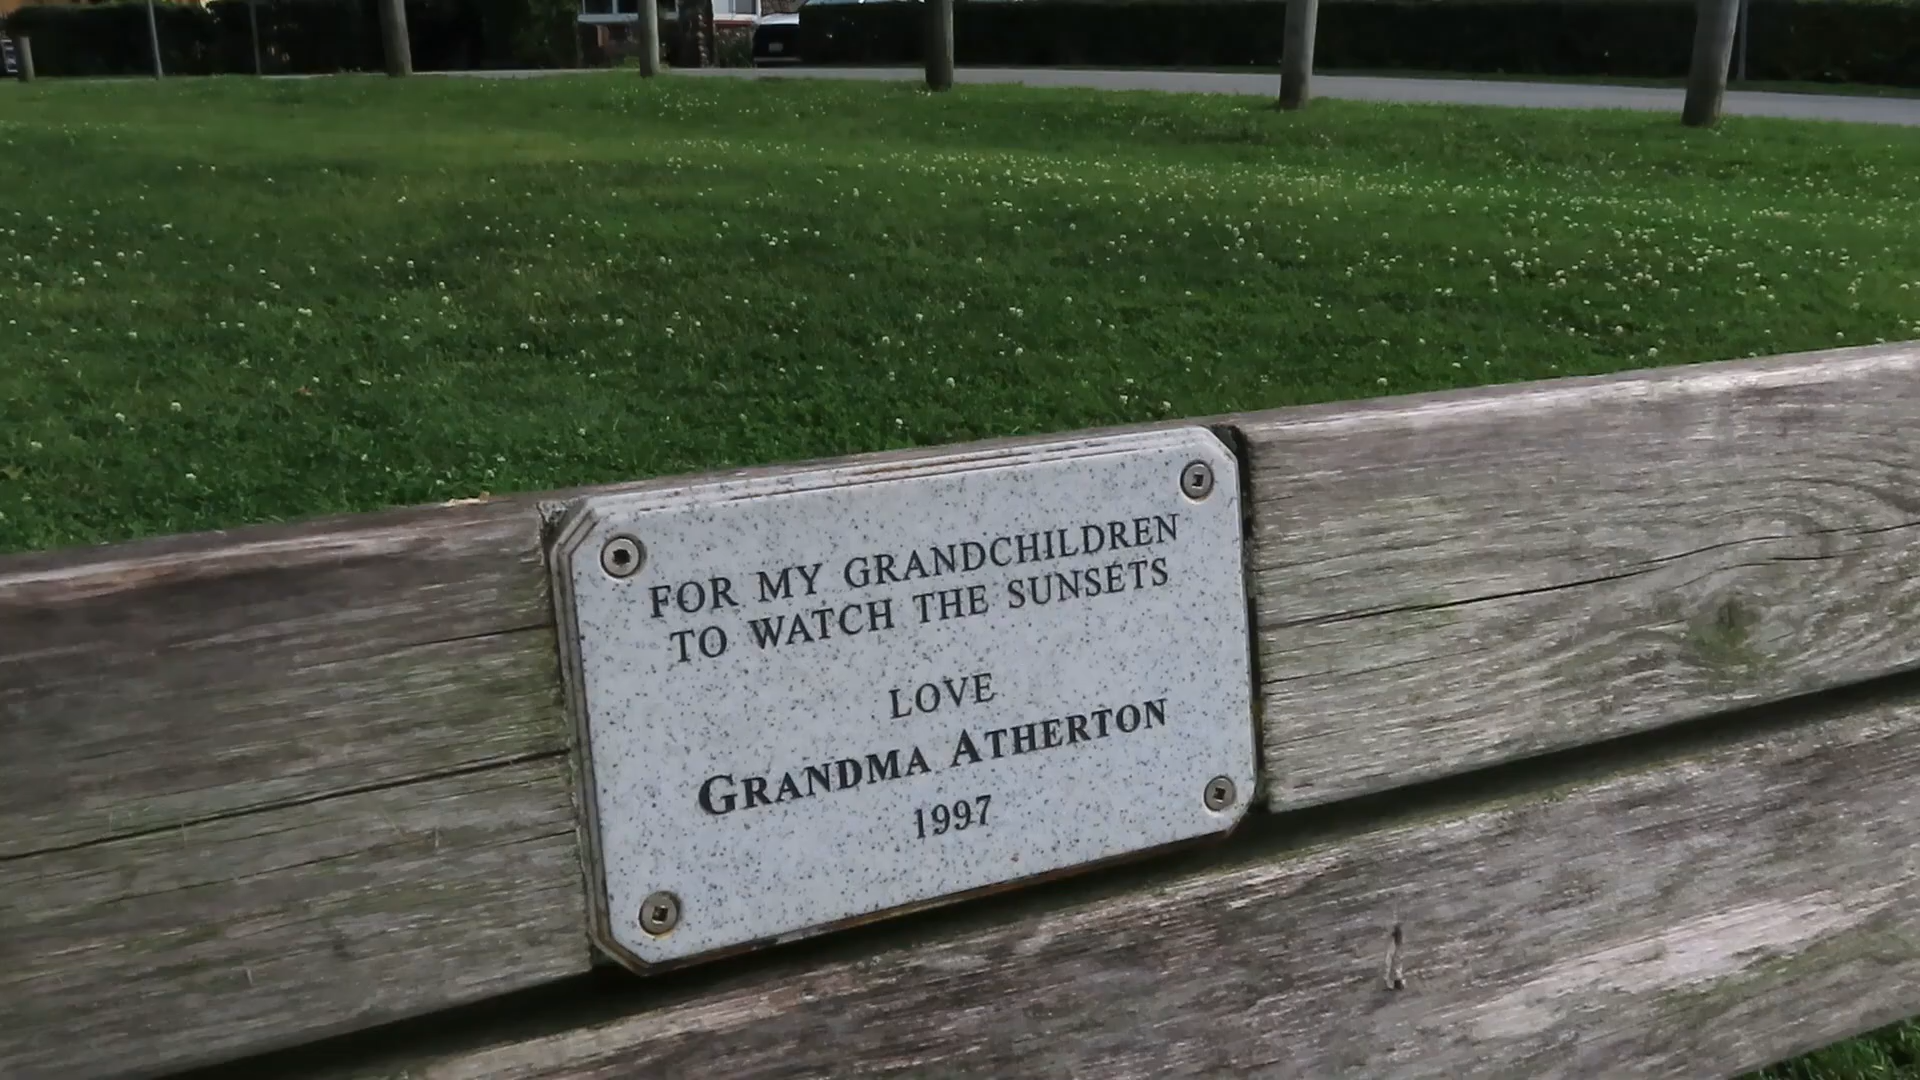 FOR MY GRANDCHILDREN
TO WATCH THE SUNSETS
LOVE
GRANDMA ATHERTON
1997